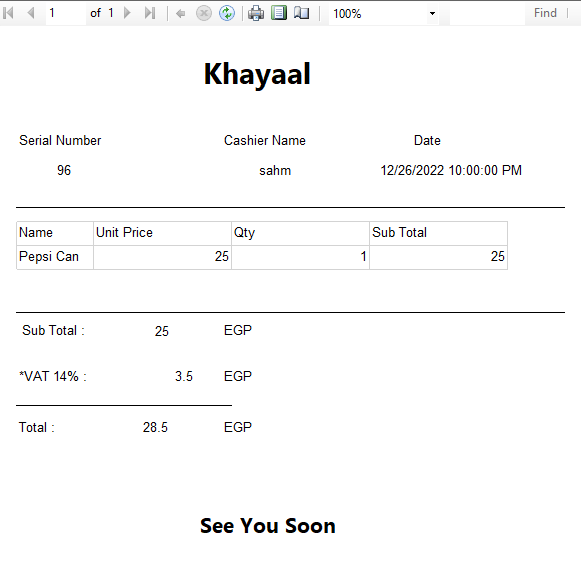 1 of 1 100% Find
Khayaal
Serial Number Cashier Name Date
96 sahm 12/26/2022 10:00:00 PM
Name Unit Price Qty Sub Total
Pepsi Can 25 1 25
Sub Total : 25 EGP
*VAT 14% : 3.5 EGP
Total : 28.5 EGP
See You Soon